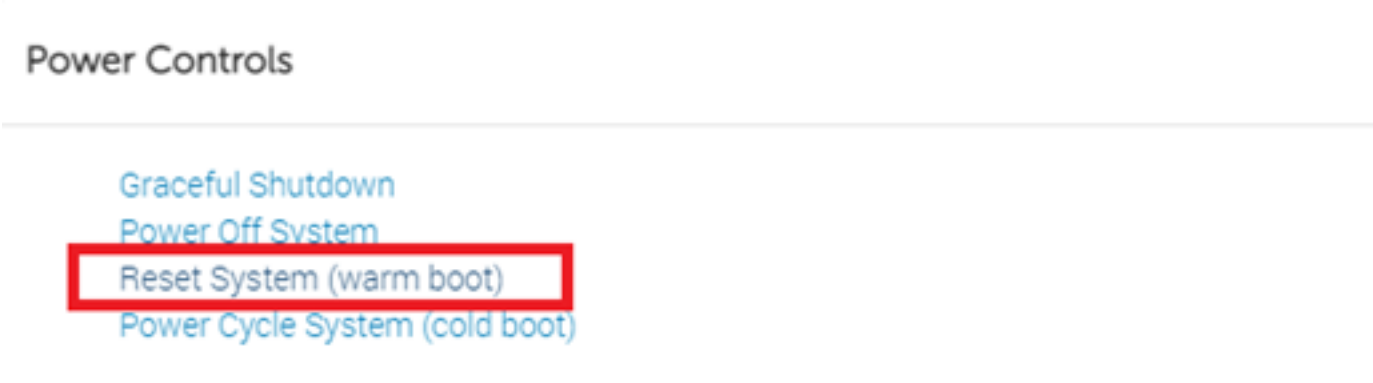 Power Controls
Graceful Shutdown
Power Off System
Reset System (warm boot)
Power Cycle System (cold boot)